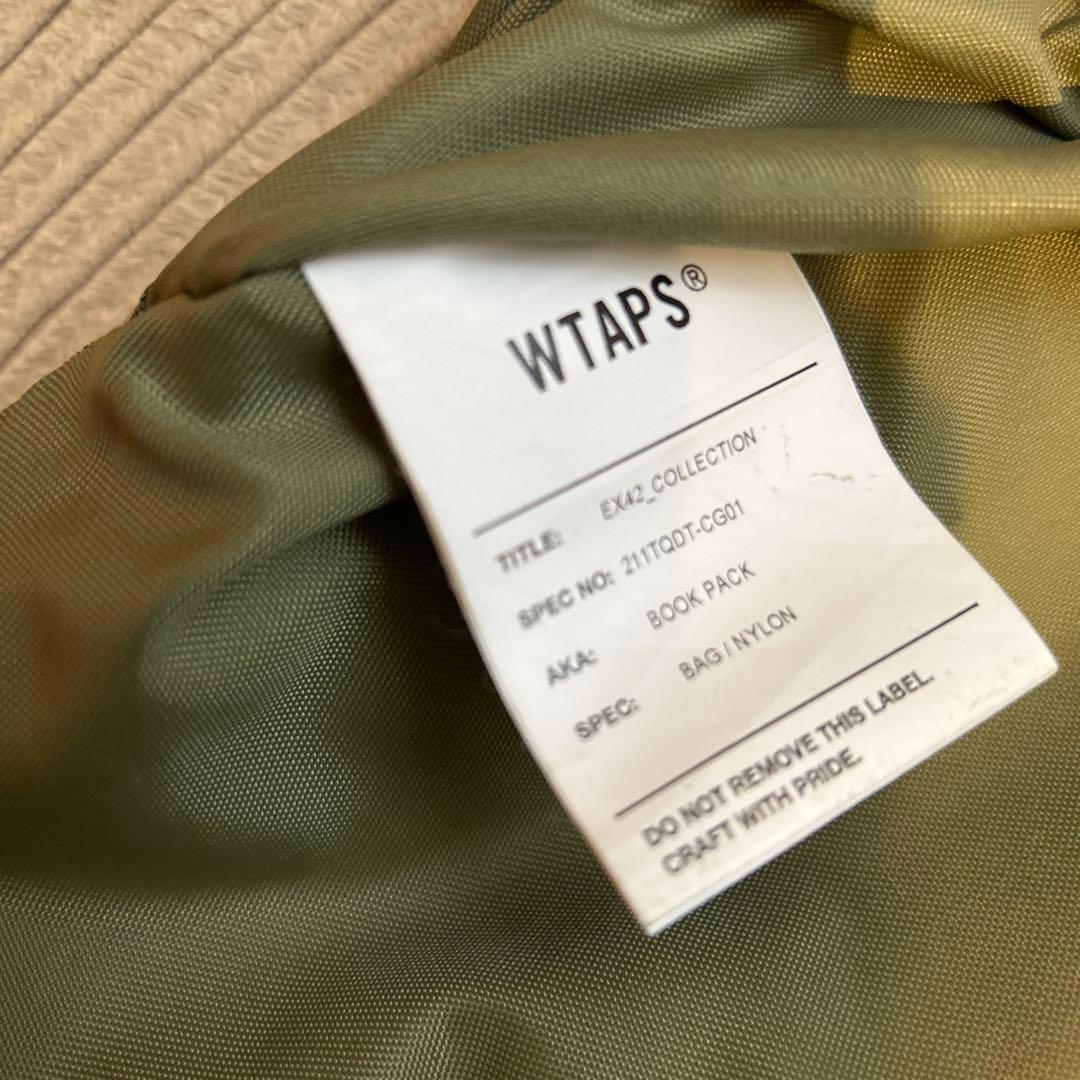 WTAPS®
TITLE: EX42_COLLECTION
SPEC NO: 211TQDT-CG01
AKA: BOOK PACK
SPEC: BAG / NYLON
DO NOT REMOVE THIS LABEL.
CRAFT WITH PRIDE.